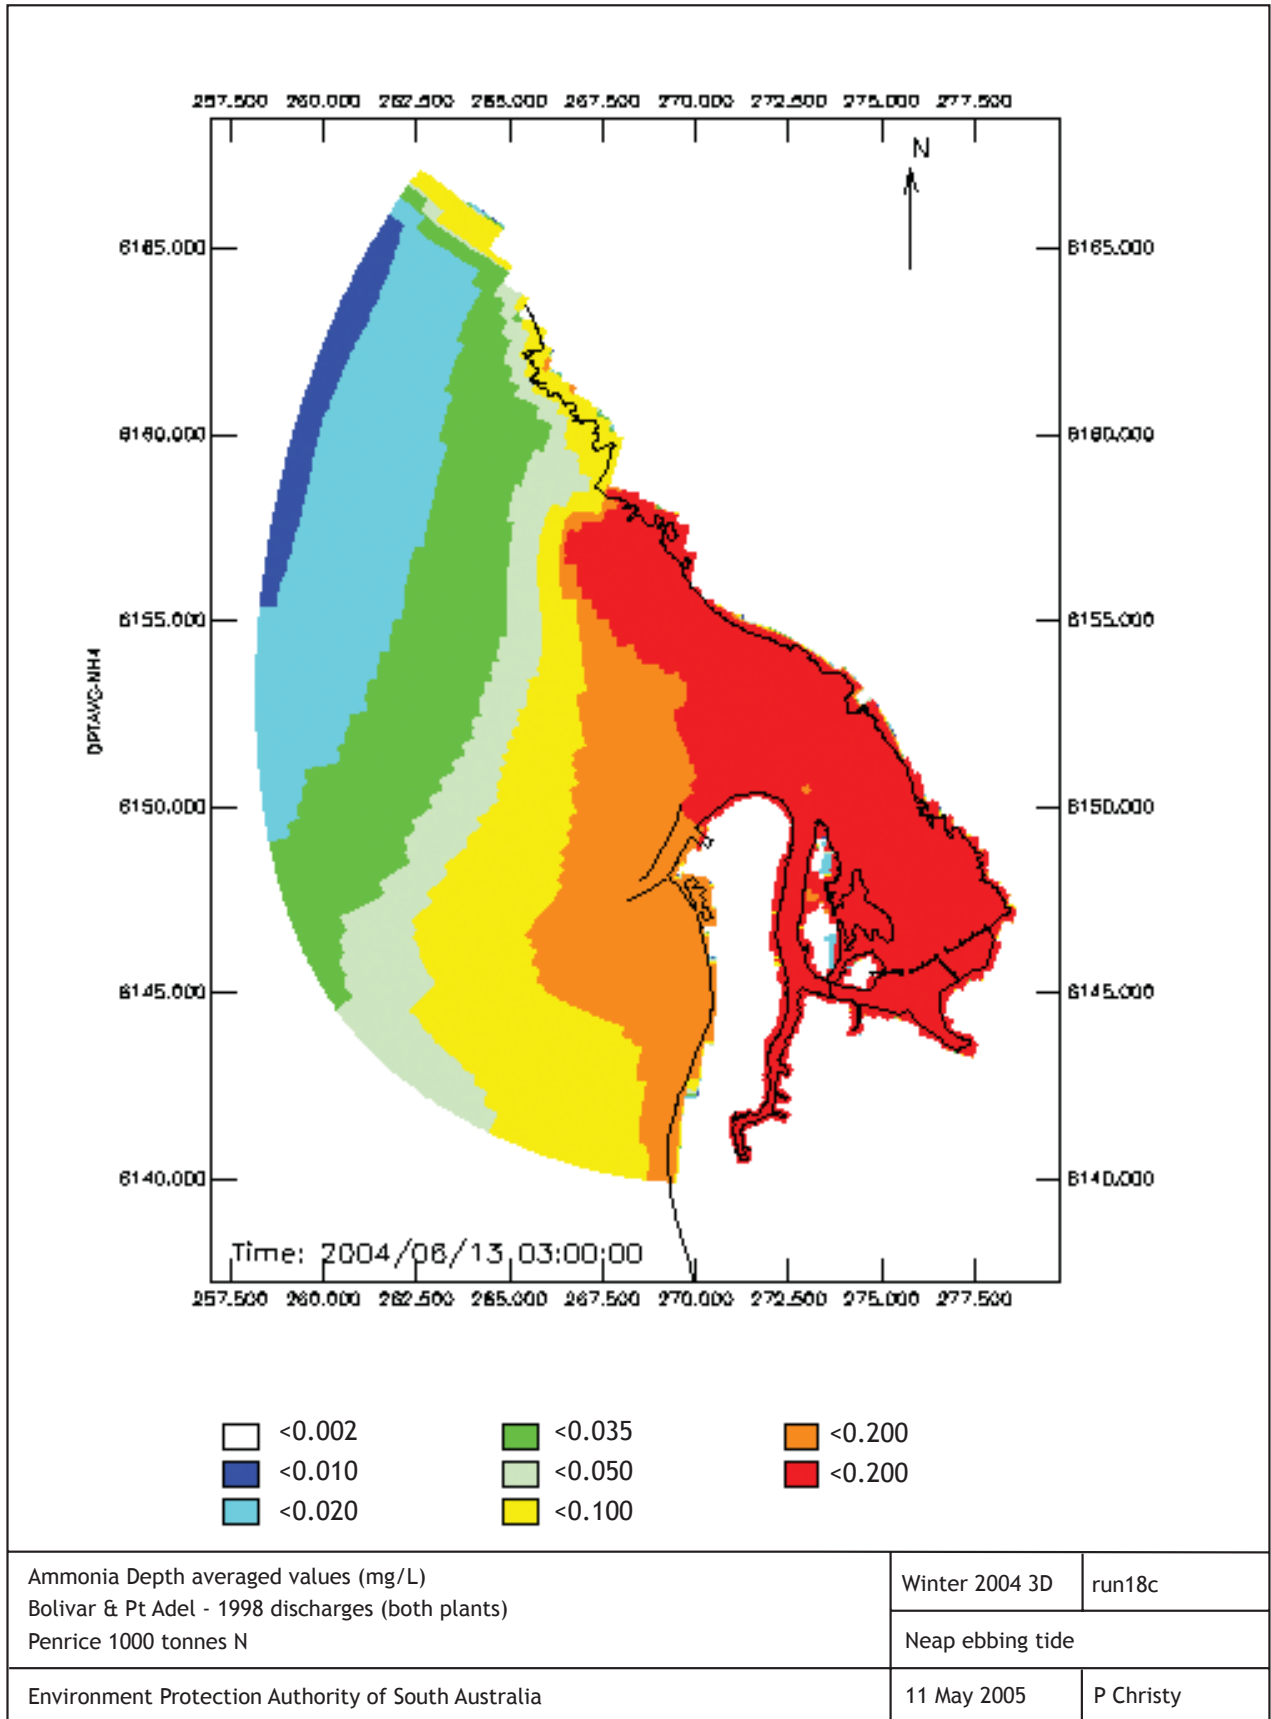 257.500 260.000 262.500 265.000 267.500 270.000 272.500 275.000 277.500
N
6165.000 6165.000
6160.000 6160.000
6155.000 6155.000
DPTAVG-NH4
6150.000 6150.000
6145.000 6145.000
6140.000 6140.000
Time: 2004/06/13 03:00:00
257.500 260.000 262.500 265.000 267.500 270.000 272.500 275.000 277.500
<0.002 <0.035 <0.200
<0.010 <0.050 <0.200
<0.020 <0.100
Ammonia Depth averaged values (mg/L)
Bolivar & Pt Adel - 1998 discharges (both plants)
Penrice 1000 tonnes N
Winter 2004 3D
run18c
Neap ebbing tide
Environment Protection Authority of South Australia
11 May 2005
P Christy